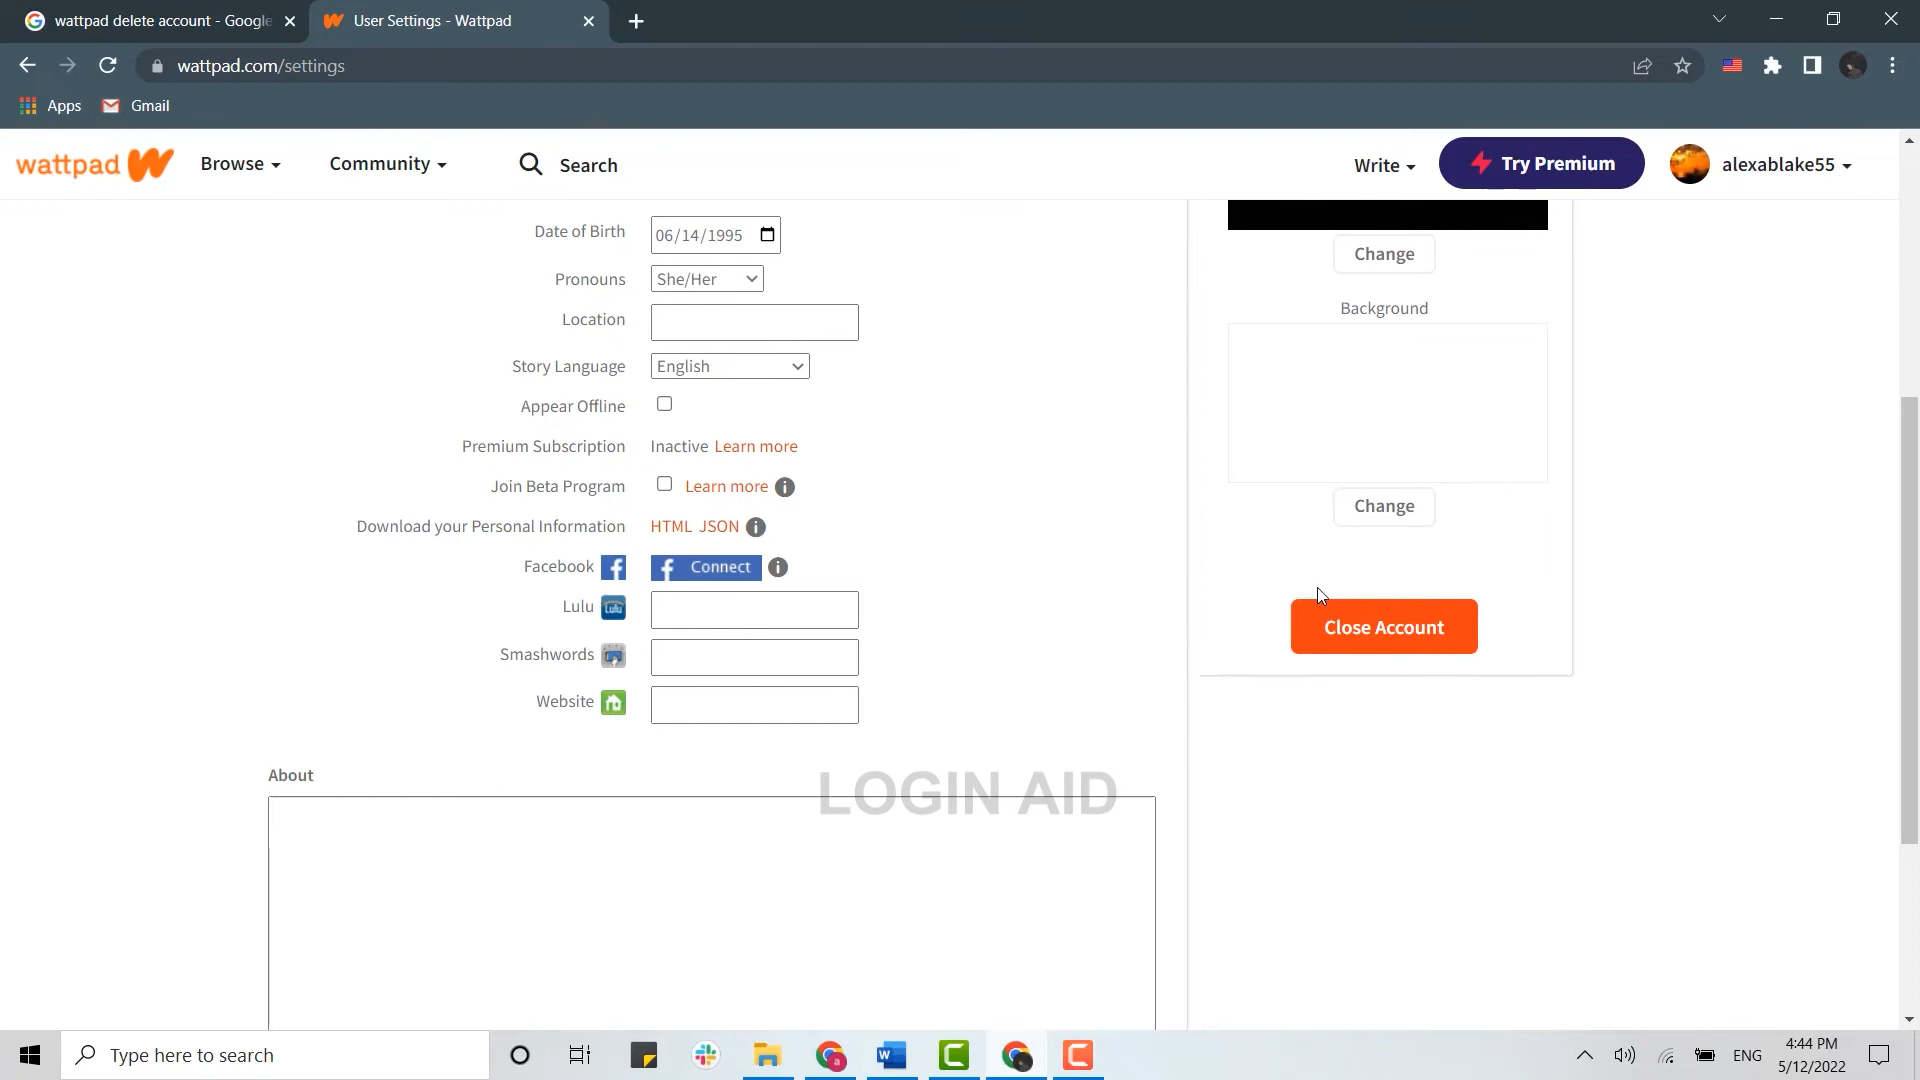 wattpad delete account - Google
User Settings - Wattpad
wattpad.com/settings
Apps
Gmail
wattpad
Browse
Community
Search
Write
Try Premium
alexablake55
Date of Birth
06/14/1995
Pronouns
She/Her
Location
Story Language
English
Appear Offline
Premium Subscription
Inactive Learn more
Join Beta Program
Learn more
Download your Personal Information
HTML JSON
Facebook
Connect
Lulu
Smashwords
Website
About
Change
Background
Change
Close Account
LOGIN AID
Type here to search
ENG
4:44 PM
5/12/2022